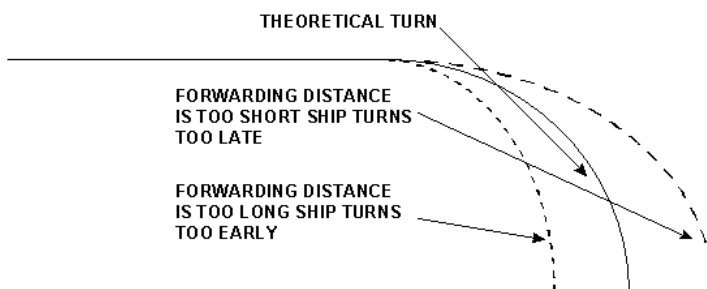 THEORETICAL TURN
FORWARDING DISTANCE
IS TOO SHORT SHIP TURNS
TOO LATE
FORWARDING DISTANCE
IS TOO LONG SHIP TURNS
TOO EARLY